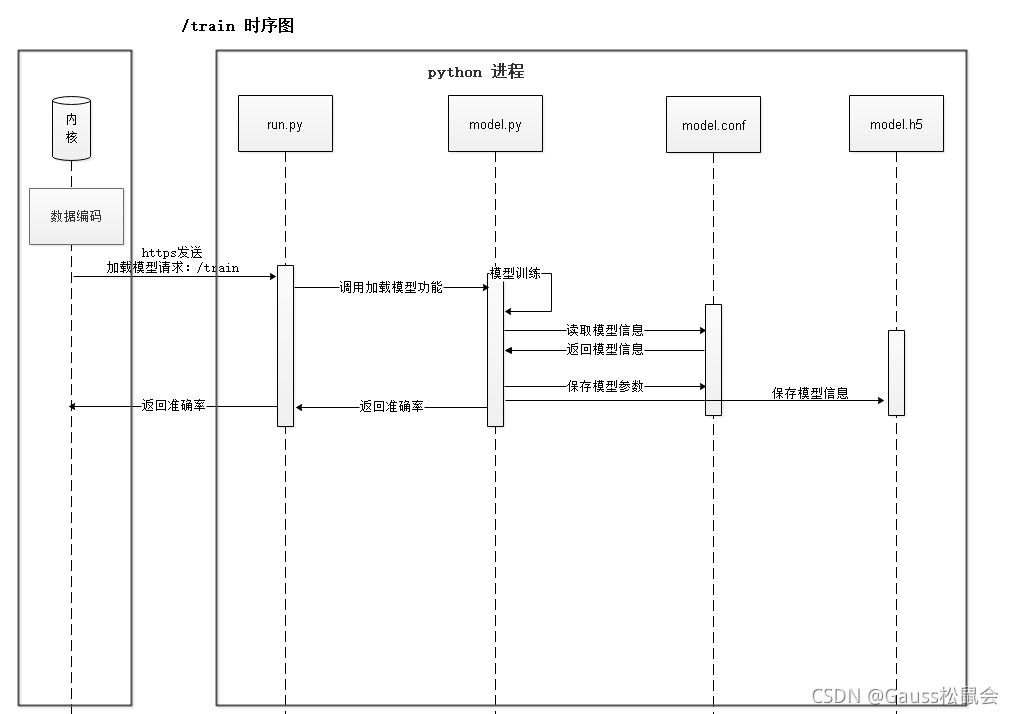 /train 时序图
python 进程
内
核
run.py
model.py
model.conf
model.h5
数据编码
https发送
加载模型请求：/train
模型训练
调用加载模型功能
读取模型信息
返回模型信息
保存模型参数
保存模型信息
返回准确率
返回准确率
CSDN @Gauss松鼠会